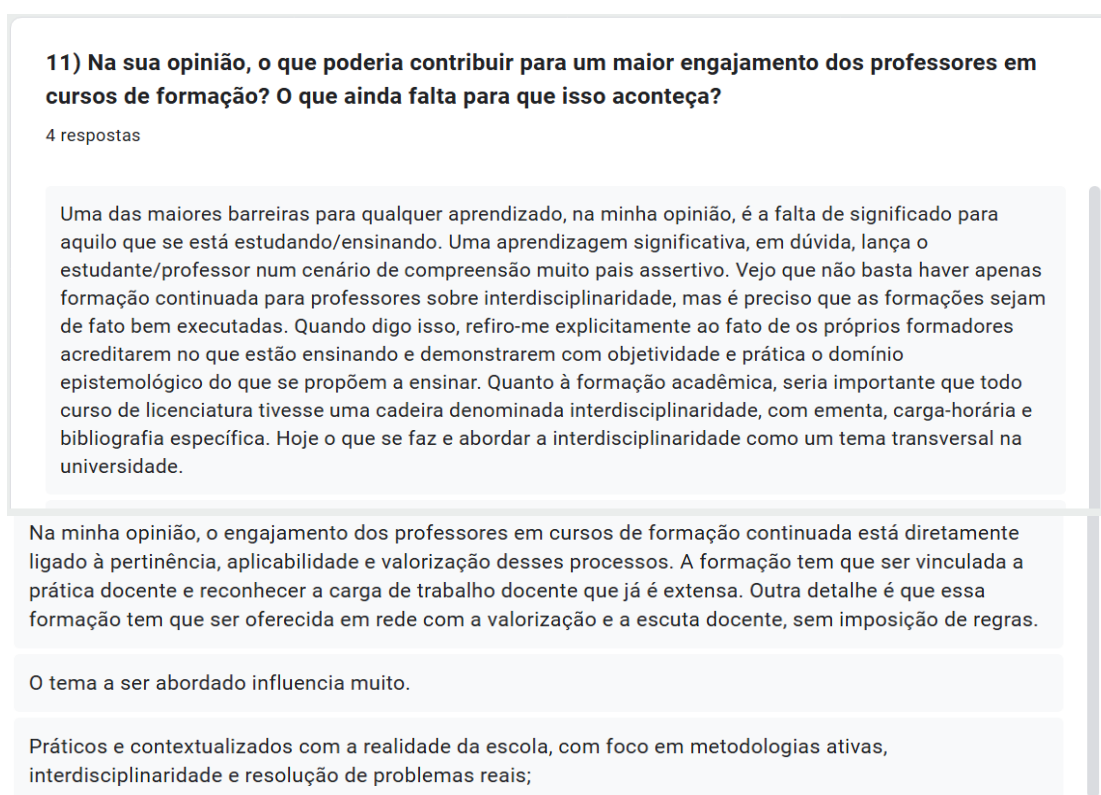 11) Na sua opinião, o que poderia contribuir para um maior engajamento dos professores em
cursos de formação? O que ainda falta para que isso aconteça?
4 respostas
Uma das maiores barreiras para qualquer aprendizado, na minha opinião, é a falta de significado para
aquilo que se está estudando/ensinando. Uma aprendizagem significativa, em dúvida, lança o
estudante/professor num cenário de compreensão muito pais assertivo. Vejo que não basta haver apenas
formação continuada para professores sobre interdisciplinaridade, mas é preciso que as formações sejam
de fato bem executadas. Quando digo isso, refiro-me explicitamente ao fato de os próprios formadores
acreditarem no que estão ensinando e demonstrarem com objetividade e prática o domínio
epistemológico do que se propõem a ensinar. Quanto à formação acadêmica, seria importante que todo
curso de licenciatura tivesse uma cadeira denominada interdisciplinaridade, com ementa, carga-horária e
bibliografia específica. Hoje o que se faz e abordar a interdisciplinaridade como um tema transversal na
universidade.
Na minha opinião, o engajamento dos professores em cursos de formação continuada está diretamente
ligado à pertinência, aplicabilidade e valorização desses processos. A formação tem que ser vinculada a
prática docente e reconhecer a carga de trabalho docente que já é extensa. Outra detalhe é que essa
formação tem que ser oferecida em rede com a valorização e a escuta docente, sem imposição de regras.
O tema a ser abordado influencia muito.
Práticos e contextualizados com a realidade da escola, com foco em metodologias ativas,
interdisciplinaridade e resolução de problemas reais;